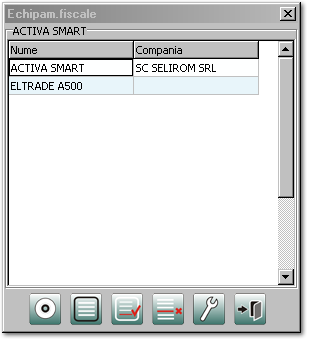 Echipam.fiscale
ACTIVA SMART
Nume Compania
ACTIVA SMART SC SELIROM SRL
ELTRADE A500